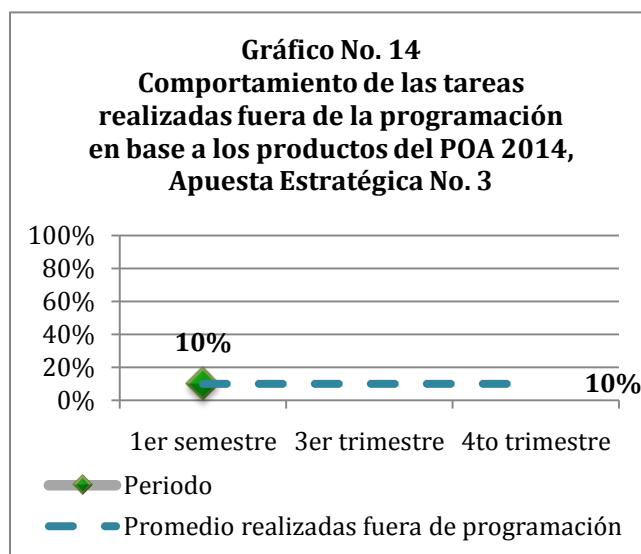 Gráfico No. 14
Comportamiento de las tareas
realizadas fuera de la programación
en base a los productos del POA 2014,
Apuesta Estratégica No. 3
100%
80%
60%
40%
20%
0%
10%
10%
1er semestre 3er trimestre 4to trimestre
Periodo
Promedio realizadas fuera de programación